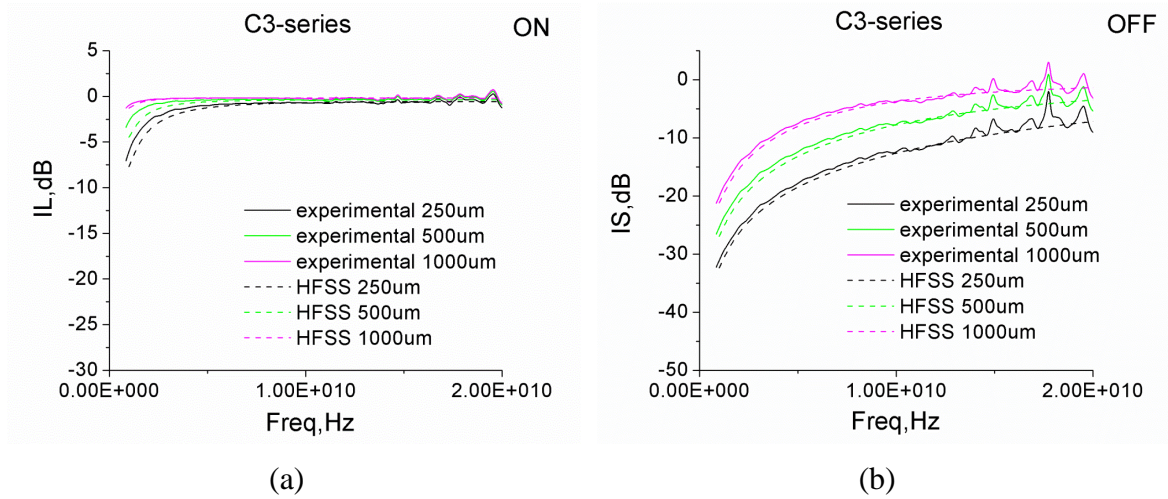 C3-series
ON
5
0
-5
-10
-15
-20
-25
-30
IL,dB
experimental 250um
experimental 500um
experimental 1000um
HFSS 250um
HFSS 500um
HFSS 1000um
0.00E+000
1.00E+010
2.00E+010
Freq,Hz
(a)
C3-series
OFF
0
-10
-20
-30
-40
-50
IS,dB
experimental 250um
experimental 500um
experimental 1000um
HFSS 250um
HFSS 500um
HFSS 1000um
0.00E+000
1.00E+010
2.00E+010
Freq,Hz
(b)